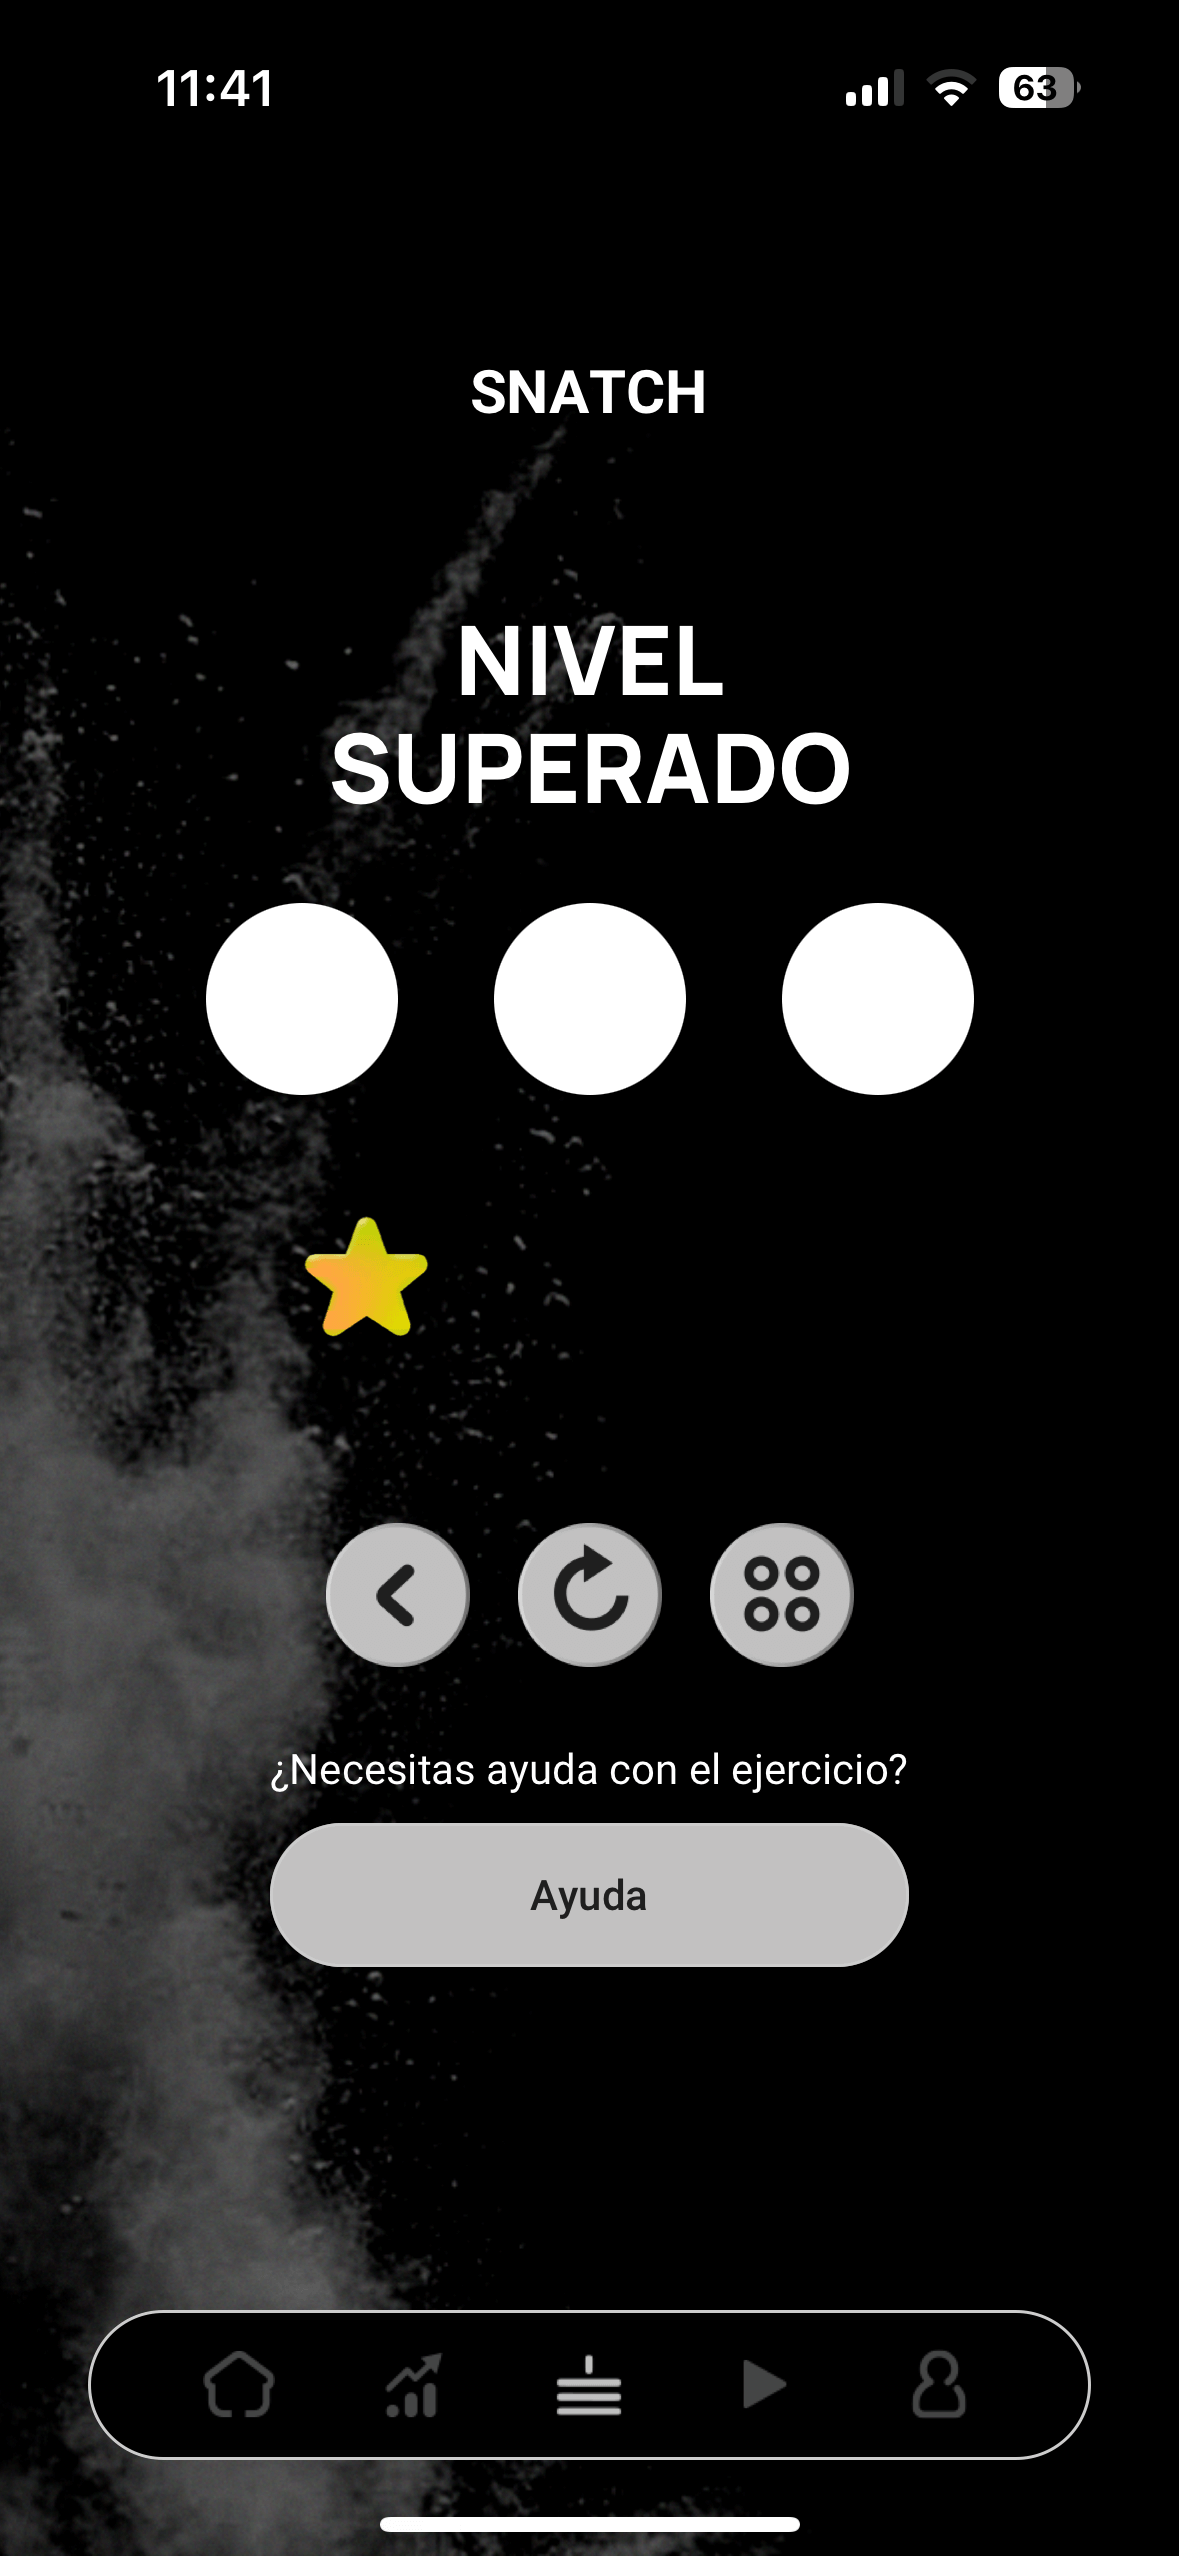 11:41
63
SNATCH
NIVEL
SUPERADO
¿Necesitas ayuda con el ejercicio?
Ayuda